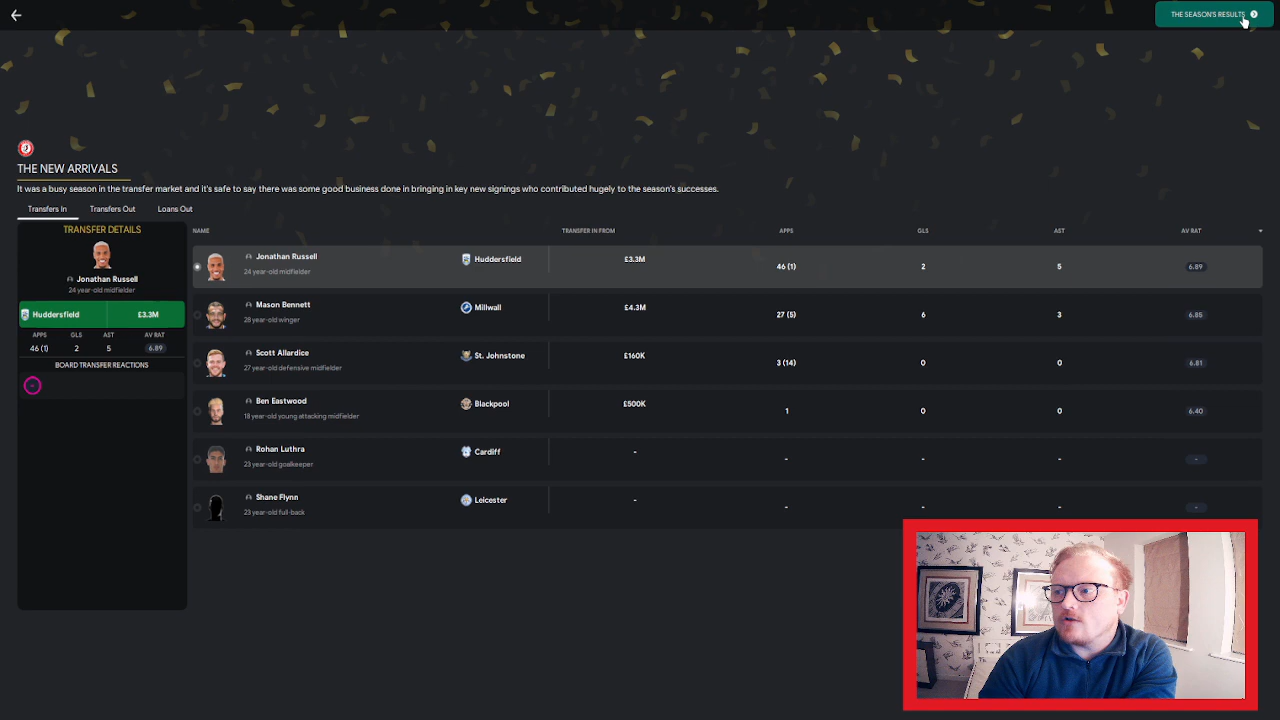 THE SEASON'S RESULTS
THE NEW ARRIVALS
It was a busy season in the transfer market and it's safe to say there was some good business done in bringing in key new signings who contributed hugely to the season's successes.
Transfers In Transfers Out Loans Out
TRANSFER DETAILS
Jonathan Russell
24 year-old midfielder
Huddersfield £3.3M
APPS GLS AST AV RAT
46 (1) 2 5 6.89
BOARD TRANSFER REACTIONS
NAME TRANSFER IN FROM APPS GLS AST AV RAT
Jonathan Russell Huddersfield £3.3M 46 (1) 2 5 6.89
24 year-old midfielder
Mason Bennett Millwall £4.3M 27 (5) 6 3 6.85
28 year-old winger
Scott Allardice St. Johnstone £160K 3 (14) 0 0 6.81
27 year-old defensive midfielder
Ben Eastwood Blackpool £500K 1 0 0 6.40
18 year-old young attacking midfielder
Rohan Luthra Cardiff - - - - -
23 year-old goalkeeper
Shane Flynn Leicester - - - - -
23 year-old full-back